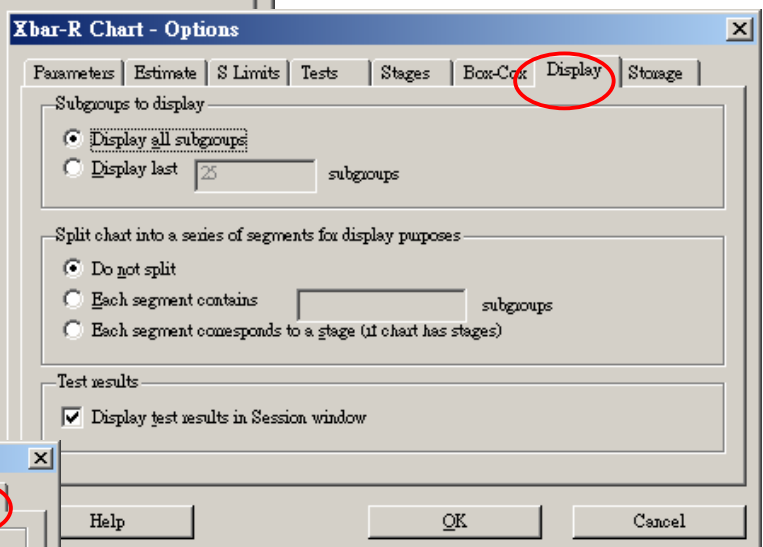 Xbar-R Chart - Options
Parameters Estimate S Limits Tests Stages Box-Cox Display Storage
Subgroups to display
Display all subgroups
Display last 25 subgroups
Split chart into a series of segments for display purposes
Do not split
Each segment contains subgroups
Each segment corresponds to a stage (if chart has stages)
Test results
Display test results in Session window
Help OK Cancel